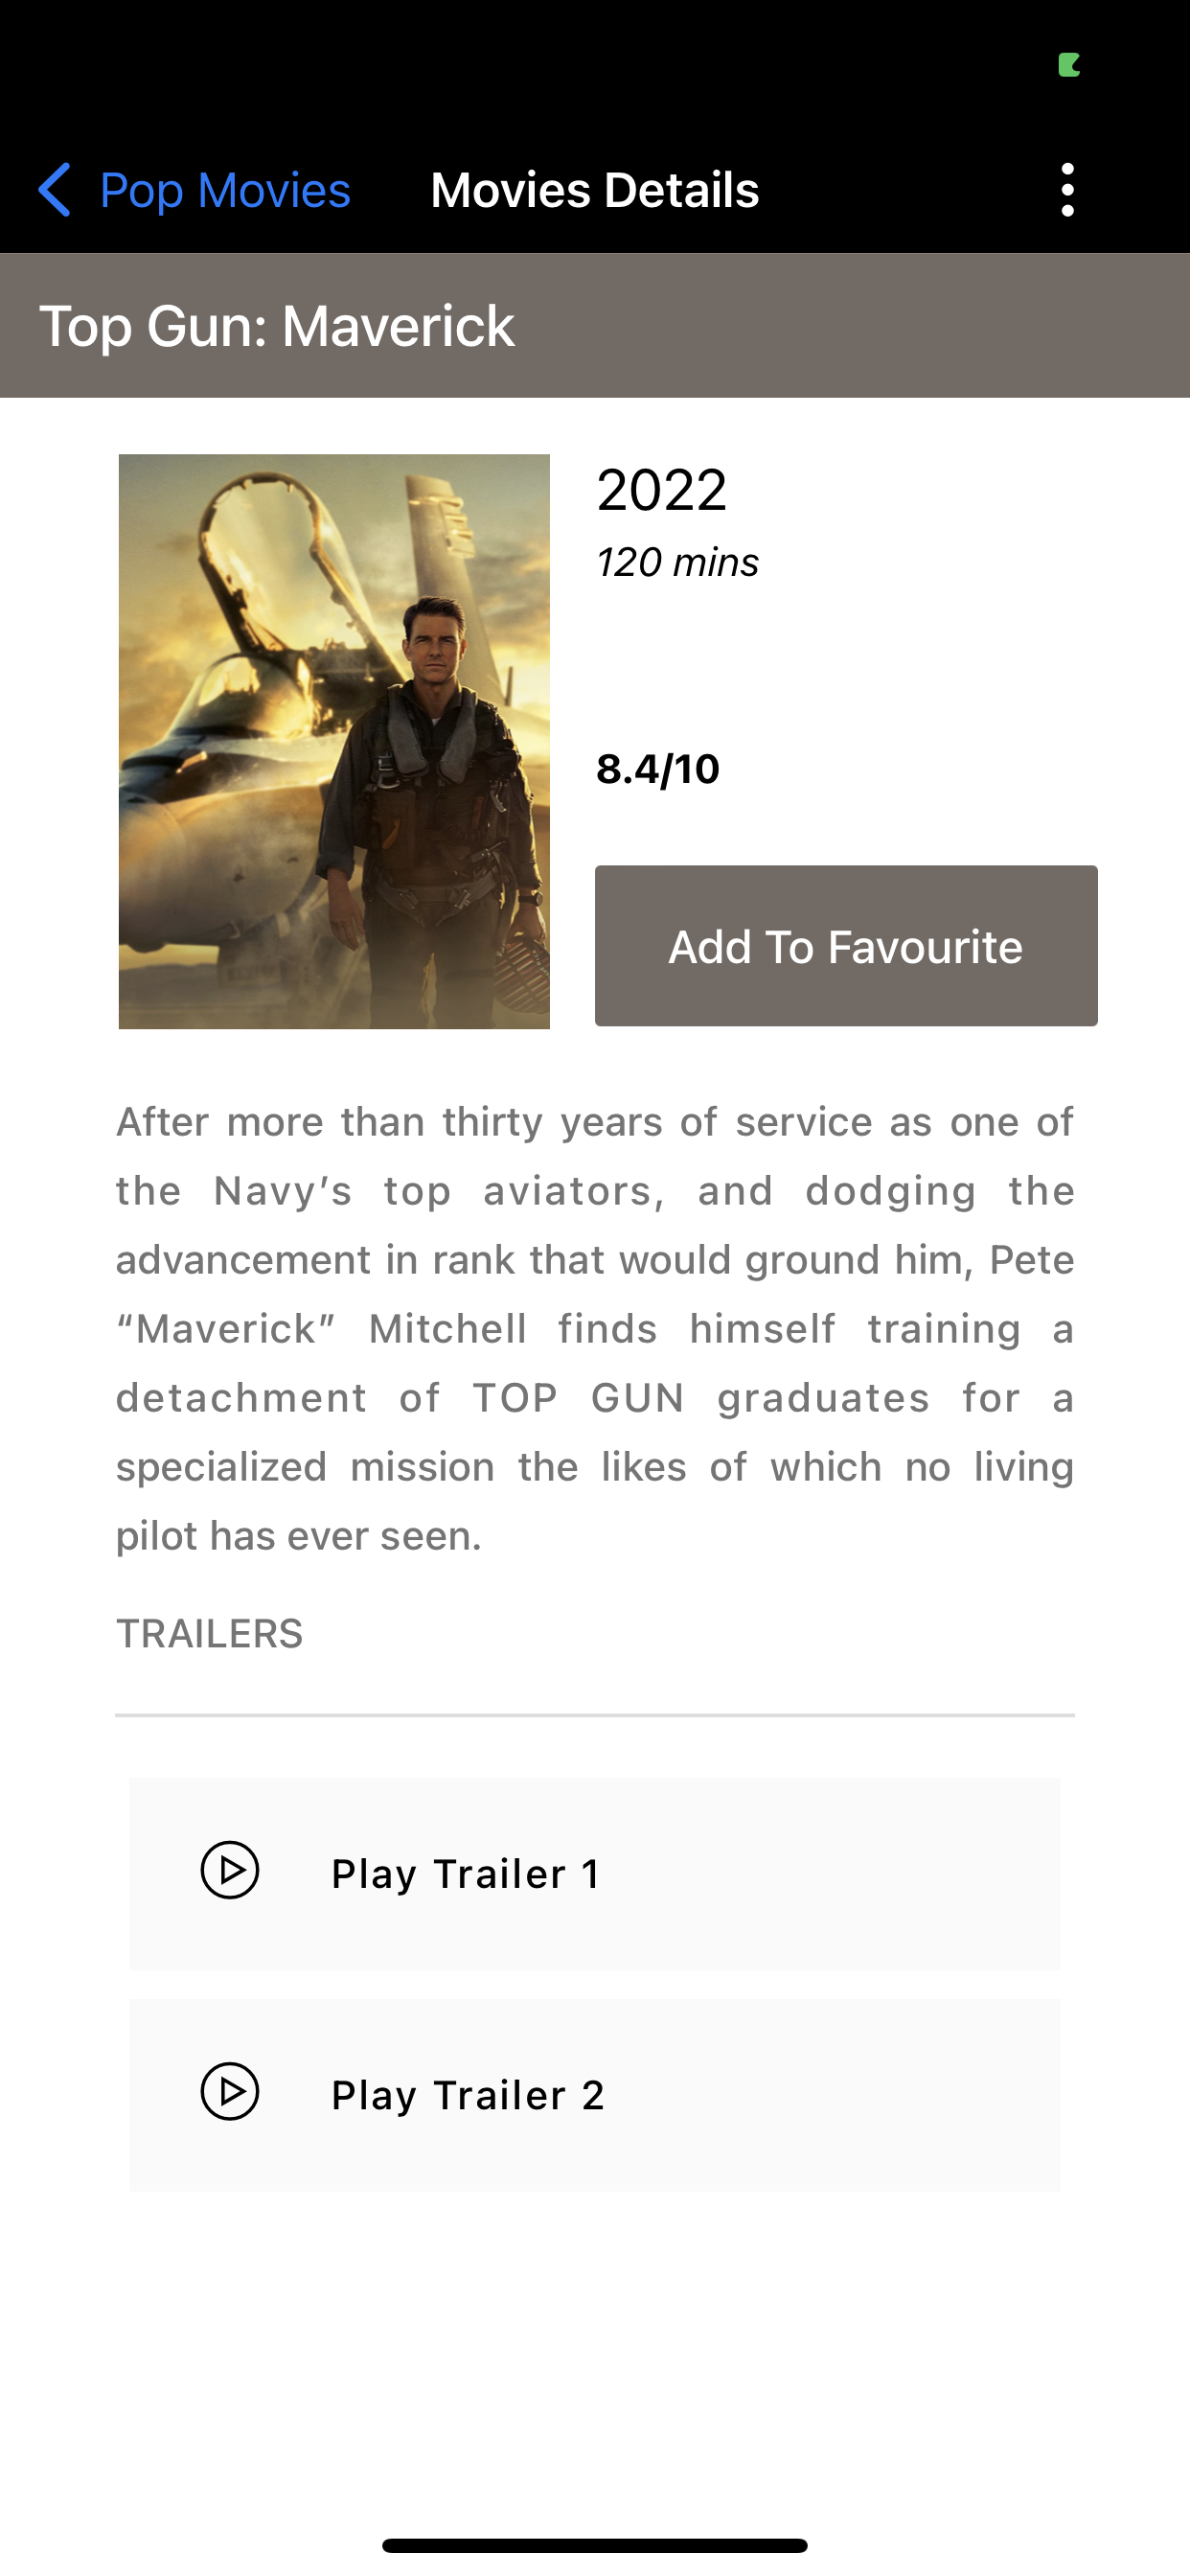 Pop Movies
Movies Details
Top Gun: Maverick
2022
120 mins
8.4/10
Add To Favourite
After more than thirty years of service as one of
the Navy’s top aviators, and dodging the
advancement in rank that would ground him, Pete
“Maverick” Mitchell finds himself training a
detachment of TOP GUN graduates for a
specialized mission the likes of which no living
pilot has ever seen.
TRAILERS
Play Trailer 1
Play Trailer 2